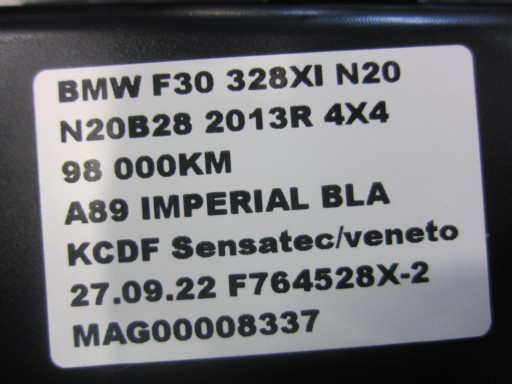 BMW F30 328XI N20
N20B28 2013R 4X4
98 000KM
A89 IMPERIAL BLA
KCDF Sensatec/veneto
27.09.22 F764528X-2
MAG00008337